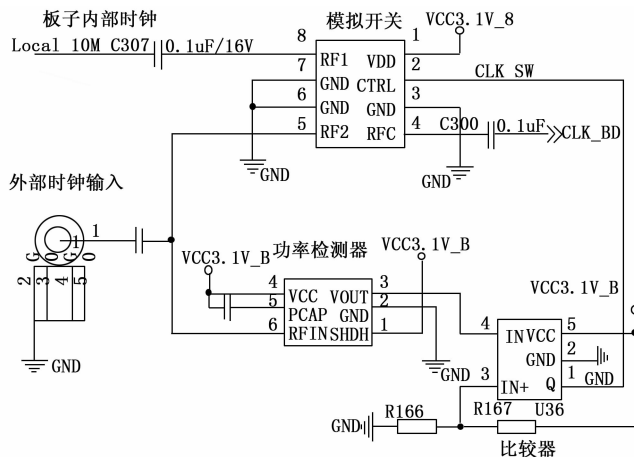 板子内部时钟
模拟开关
VCC3.1V_8
Local 10M C307
0.1uF/16V
8
1
RF1
VDD
7
2
GND
CTRL
CLK SW
6
3
GND
GND
5
4
RF2
RFC
C300
0.1uF
CLK_BD
GND
GND
外部时钟输入
1
1
G O G O
2 3 4 5
GND
VCC3.1V_B
功率检测器
VCC3.1V_B
VCC3.1V_B
4
3
VCC
VOUT
5
2
PCAP
GND
6
1
RFIN
SHDH
GND
4
5
IN
VCC
2
GND
3
1
IN+
Q
GND
GND
R166
R167
U36
比较器